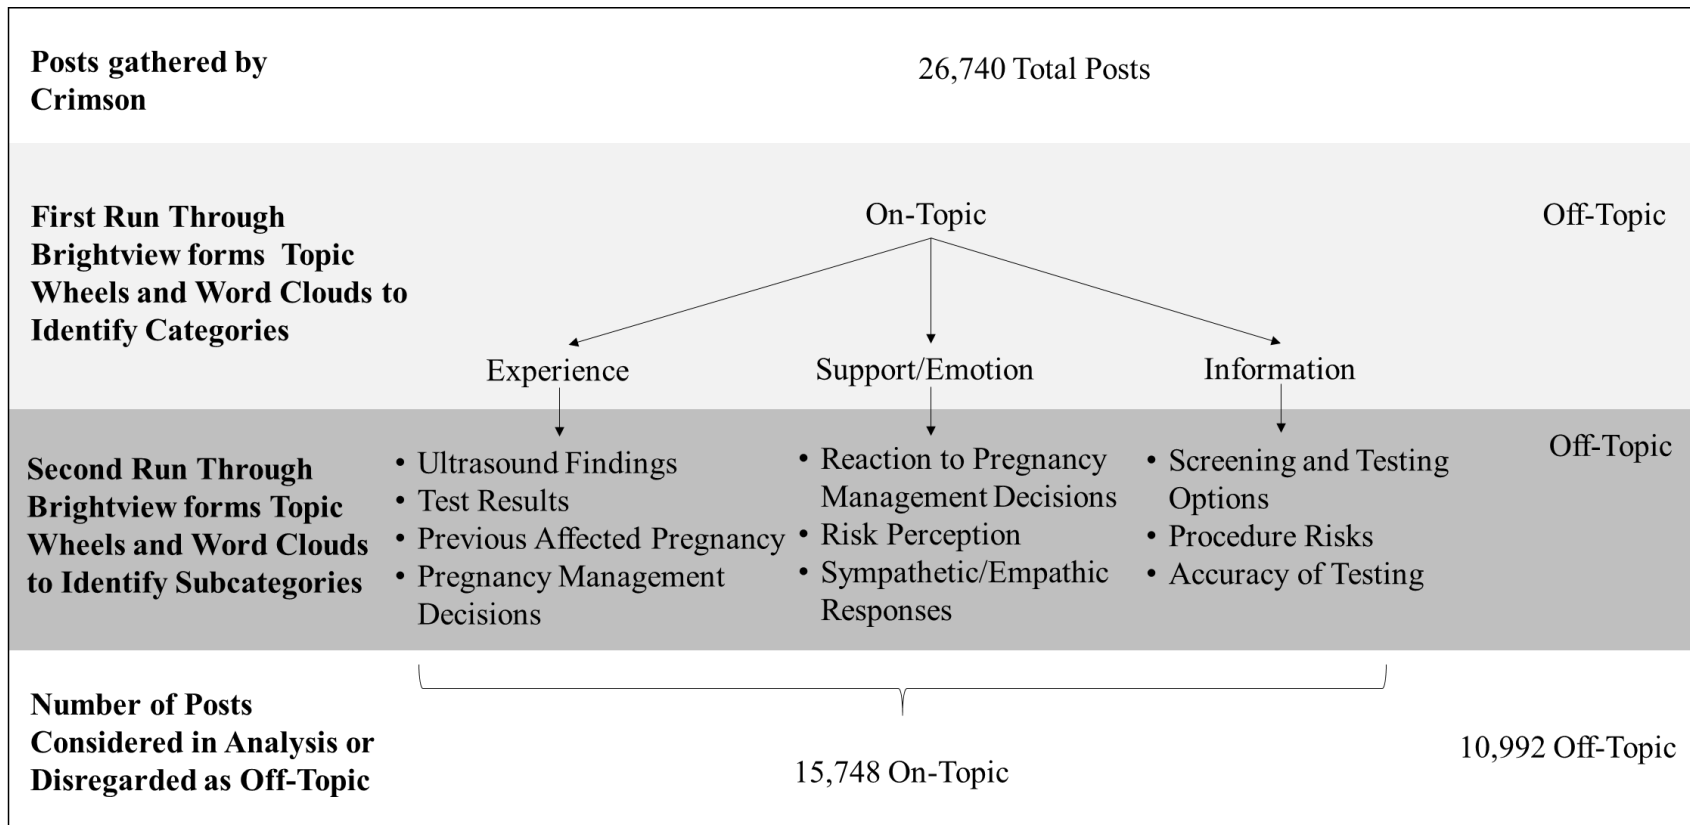 Posts gathered by
Crimson
26,740 Total Posts
First Run Through
Brightview forms Topic
Wheels and Word Clouds to
Identify Categories
On-Topic
Off-Topic
Experience
Support/Emotion
Information
Second Run Through
Brightview forms Topic
Wheels and Word Clouds
to Identify Subcategories
• Ultrasound Findings
• Test Results
• Previous Affected Pregnancy
• Pregnancy Management
Decisions
• Reaction to Pregnancy
Management Decisions
• Risk Perception
• Sympathetic/Empathic
Responses
• Screening and Testing
Options
• Procedure Risks
• Accuracy of Testing
Off-Topic
Number of Posts
Considered in Analysis or
Disregarded as Off-Topic
15,748 On-Topic
10,992 Off-Topic